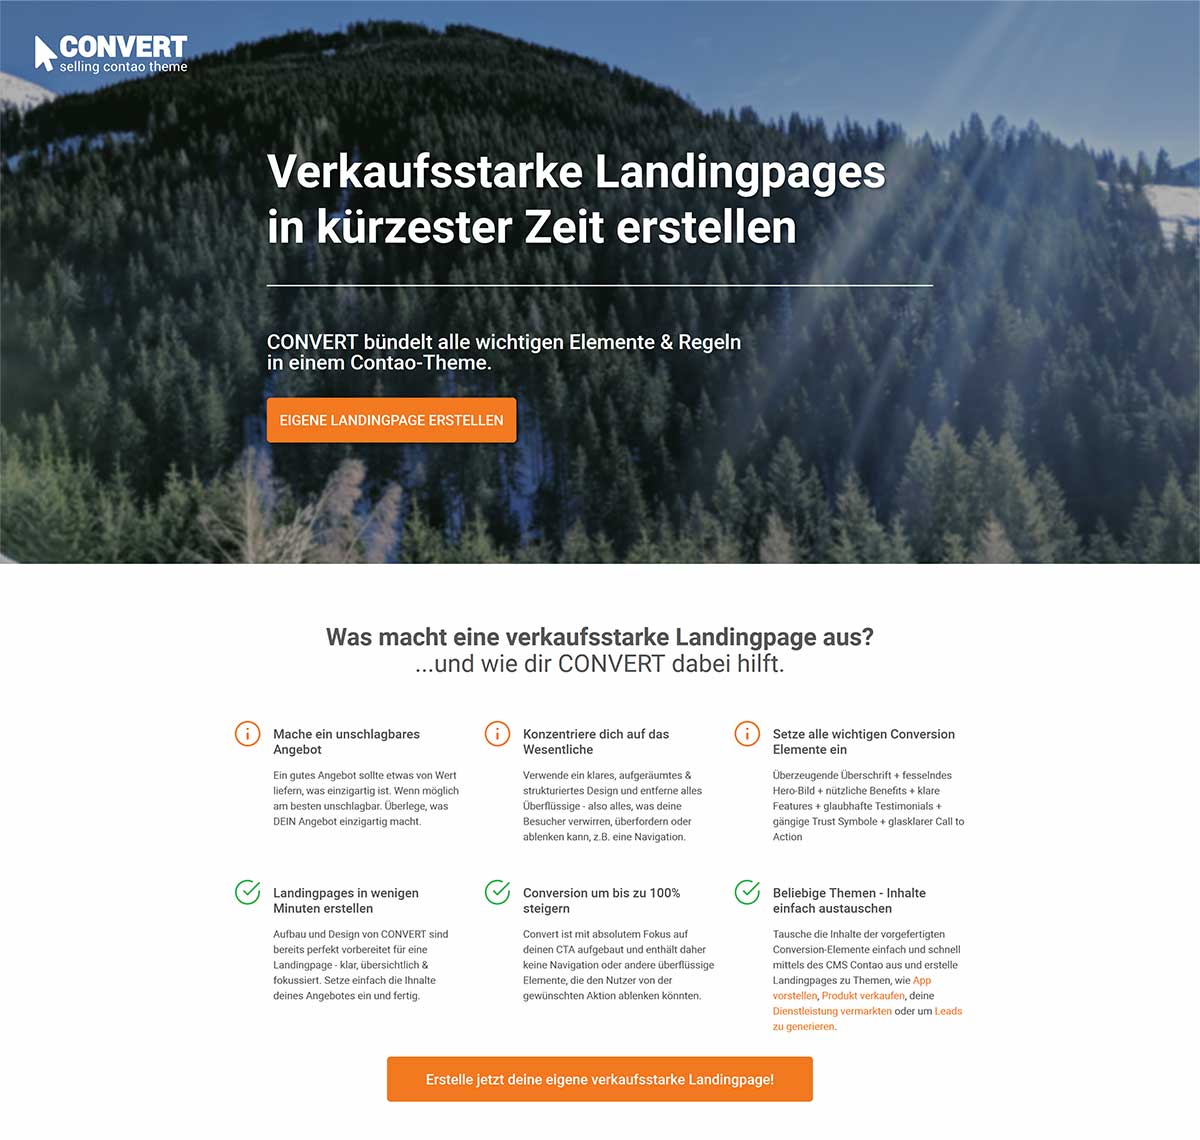 CONVERT
selling contao theme
Verkaufsstarke Landingpages
in kürzester Zeit erstellen
CONVERT bündelt alle wichtigen Elemente & Regeln
in einem Contao-Theme.
EIGENE LANDINGPAGE ERSTELLEN
Was macht eine verkaufsstarke Landingpage aus?
...und wie dir CONVERT dabei hilft.
Mache ein unschlagbares
Angebot
Ein gutes Angebot sollte etwas von Wert
liefern, was einzigartig ist. Wenn möglich
am besten unschlagbar. Überlege, was
DEIN Angebot einzigartig macht.
Konzentriere dich auf das
Wesentliche
Verwende ein klares, aufgeräumtes &
strukturiertes Design und entferne alles
Überflüssige - also alles, was deine
Besucher verwirren, überfordern oder
ablenken kann, z.B. eine Navigation.
Setze alle wichtigen Conversion
Elemente ein
Überzeugende Überschrift + fesselndes
Hero-Bild + nützliche Benefits + klare
Features + glaubhafte Testimonials +
gängige Trust Symbole + glasklarer Call to
Action
Landingpages in wenigen
Minuten erstellen
Aufbau und Design von CONVERT sind
bereits perfekt vorbereitet für eine
Landingpage - klar, übersichtlich &
fokussiert. Setze einfach die Ihnalte
deines Angebotes ein und fertig.
Conversion um bis zu 100%
steigern
Convert ist mit absolutem Fokus auf
deinen CTA aufgebaut und enthält daher
keine Navigation oder andere überflüssige
Elemente, die den Nutzer von der
gewünschten Aktion ablenken könnten.
Beliebige Themen - Inhalte
einfach austauschen
Tausche die Inhalte der vorgefertigten
Conversion-Elemente einfach und schnell
mittels des CMS Contao aus und erstelle
Landingpages zu Themen, wie App
vorstellen, Produkt verkaufen, deine
Dienstleistung vermarkten oder um Leads
zu generieren.
Erstelle jetzt deine eigene verkaufsstarke Landingpage!